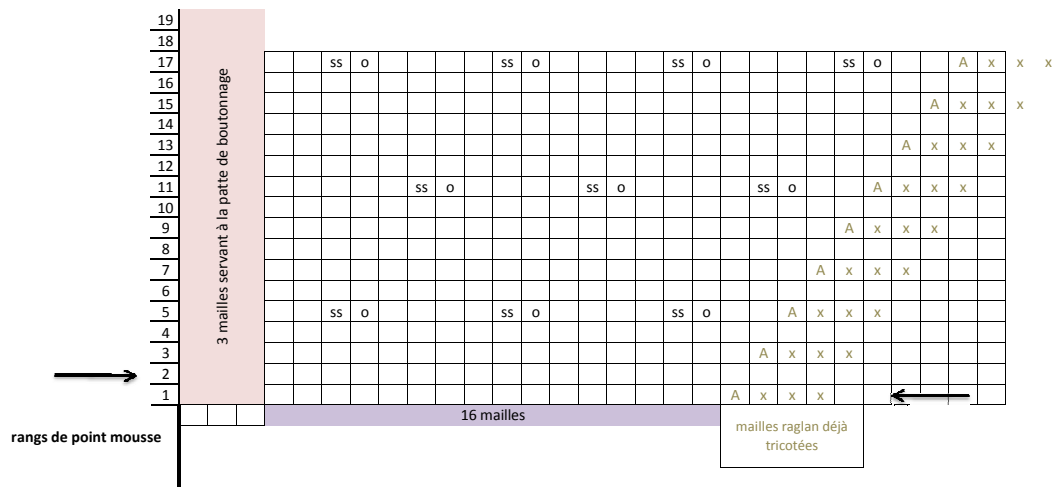 19
18
17 ss o ss o ss o ss o A x x x
16
15 A x x x
14
13 A x x x
12
11 ss o ss o ss o A x x x
10
9 A x x x
8
7 A x x x
6
5 ss o ss o ss o A x x x
4
3 A x x x
2
1 A x x x
3 mailles servant à la patte de boutonnage
16 mailles
rangs de point mousse
mailles raglan déjà
tricotées